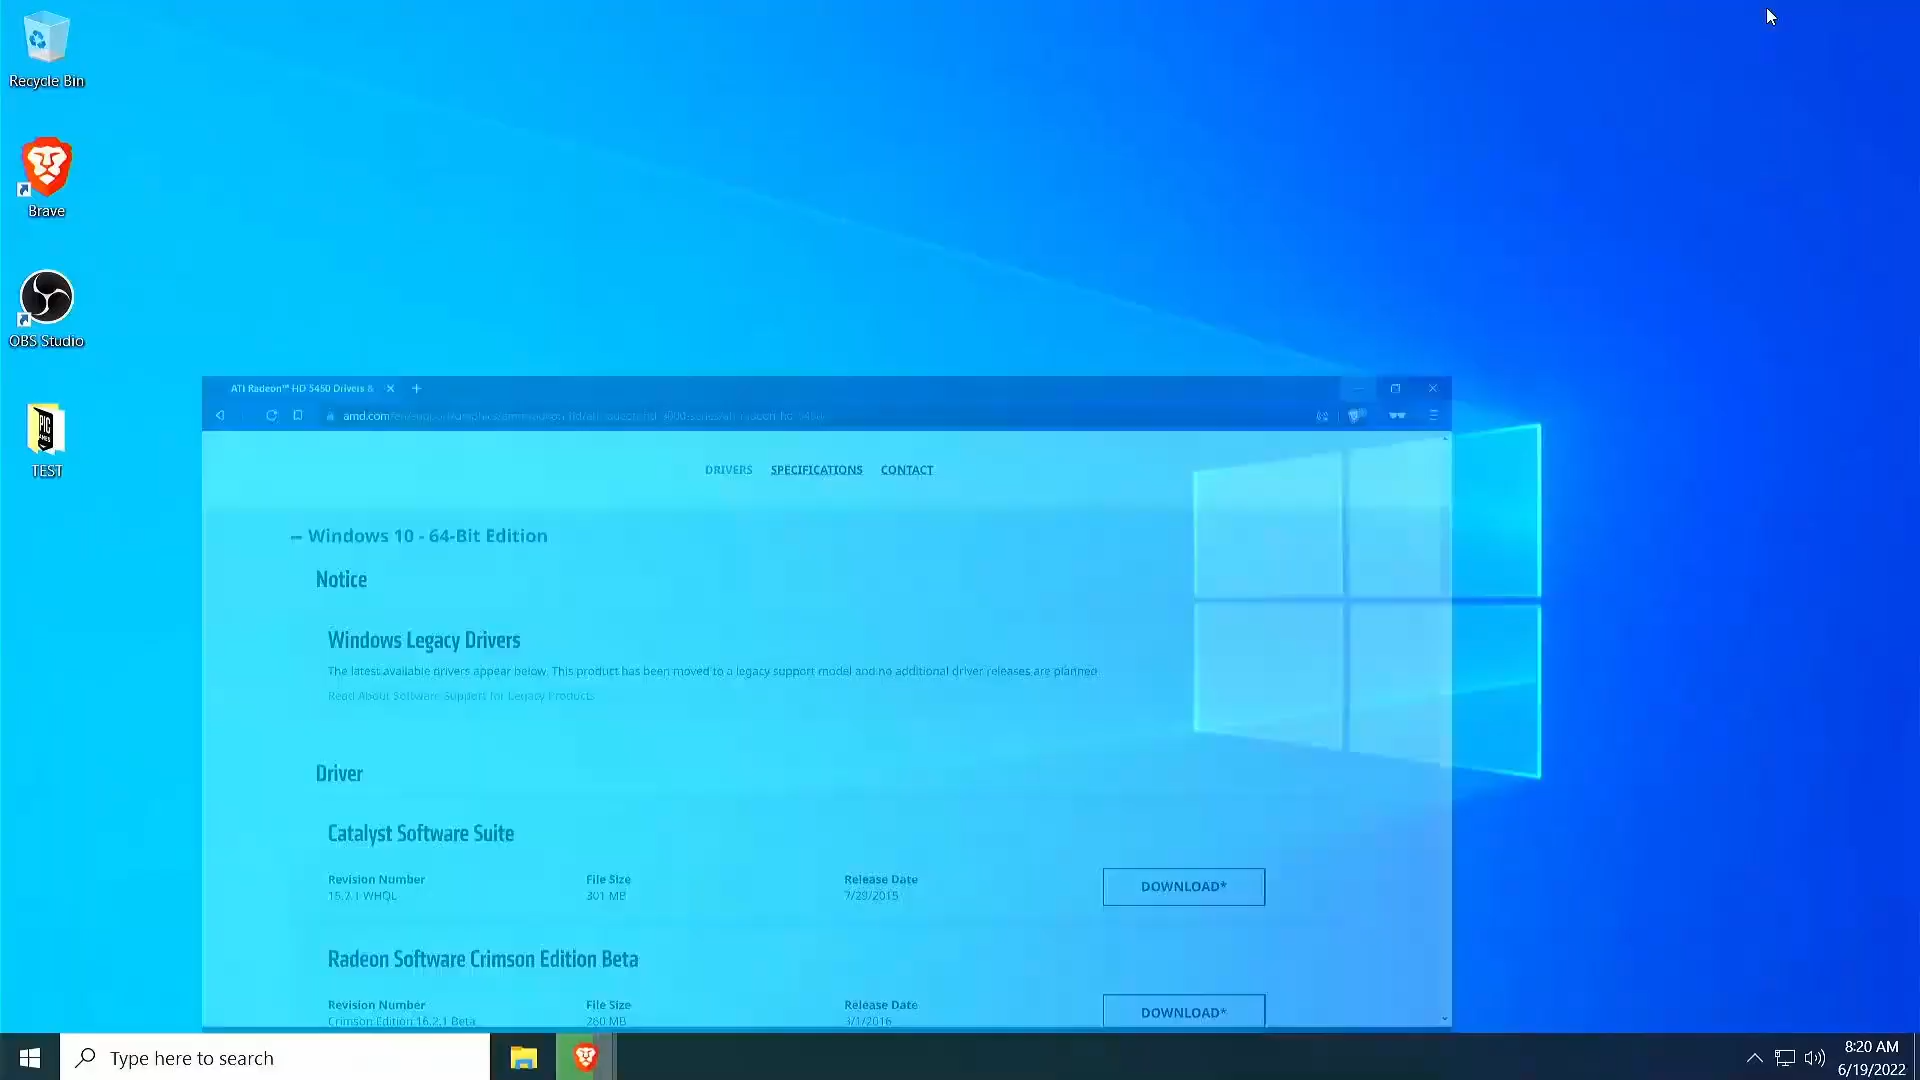 Recycle Bin
Brave
OBS Studio
PIC
TEST
ATI Radeon™ HD 5450 Drivers &
amd.com
DRIVERS SPECIFICATIONS CONTACT
Windows 10 - 64-Bit Edition
Notice
Windows Legacy Drivers
The latest available drivers appear below. This product has been moved to a legacy support model and no additional driver releases are planned
Read About Software Support for Legacy Products
Driver
Catalyst Software Suite
Revision Number File Size Release Date
15.7.1 WHQL 301 MB 7/29/2015
DOWNLOAD*
Radeon Software Crimson Edition Beta
Revision Number File Size Release Date
Crimson Edition 16.2.1 Beta 260 MB 3/1/2016
DOWNLOAD*
Type here to search
8:20 AM
6/19/2022